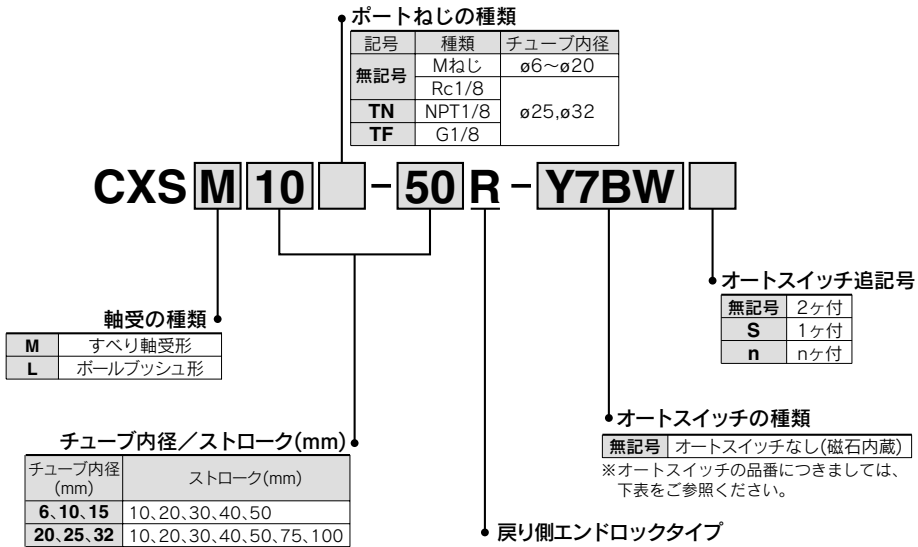 ポートねじの種類
記号 種類 チューブ内径
無記号 Mねじ ø6〜ø20
Rc1/8 ø25,ø32
TN NPT1/8
TF G1/8
CXS M 10 - 50 R - Y7BW
軸受の種類
M すべり軸受形
L ボールブッシュ形
オートスイッチ追記号
無記号 2ヶ付
S 1ヶ付
n nヶ付
チューブ内径／ストローク(mm)
チューブ内径
(mm)
ストローク(mm)
6、10、15 10、20、30、40、50
20、25、32 10、20、30、40、50、75、100
オートスイッチの種類
無記号 オートスイッチなし(磁石内蔵)
※オートスイッチの品番につきましては、
下表をご参照ください。
戻り側エンドロックタイプ